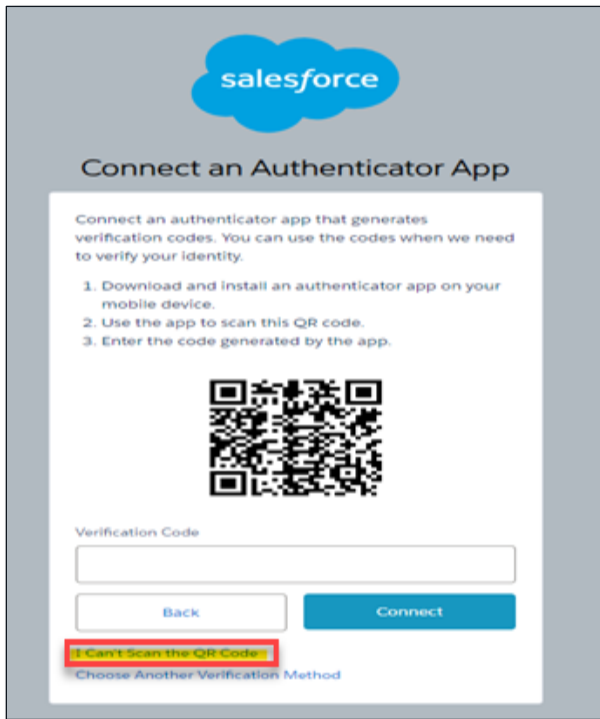 salesforce
Connect an Authenticator App
Connect an authenticator app that generates
verification codes. You can use the codes when we need
to verify your identity.
1. Download and install an authenticator app on your
mobile device.
2. Use the app to scan this QR code.
3. Enter the code generated by the app.
Verification Code
Back
Connect
I Can't Scan the QR Code
Choose Another Verification Method